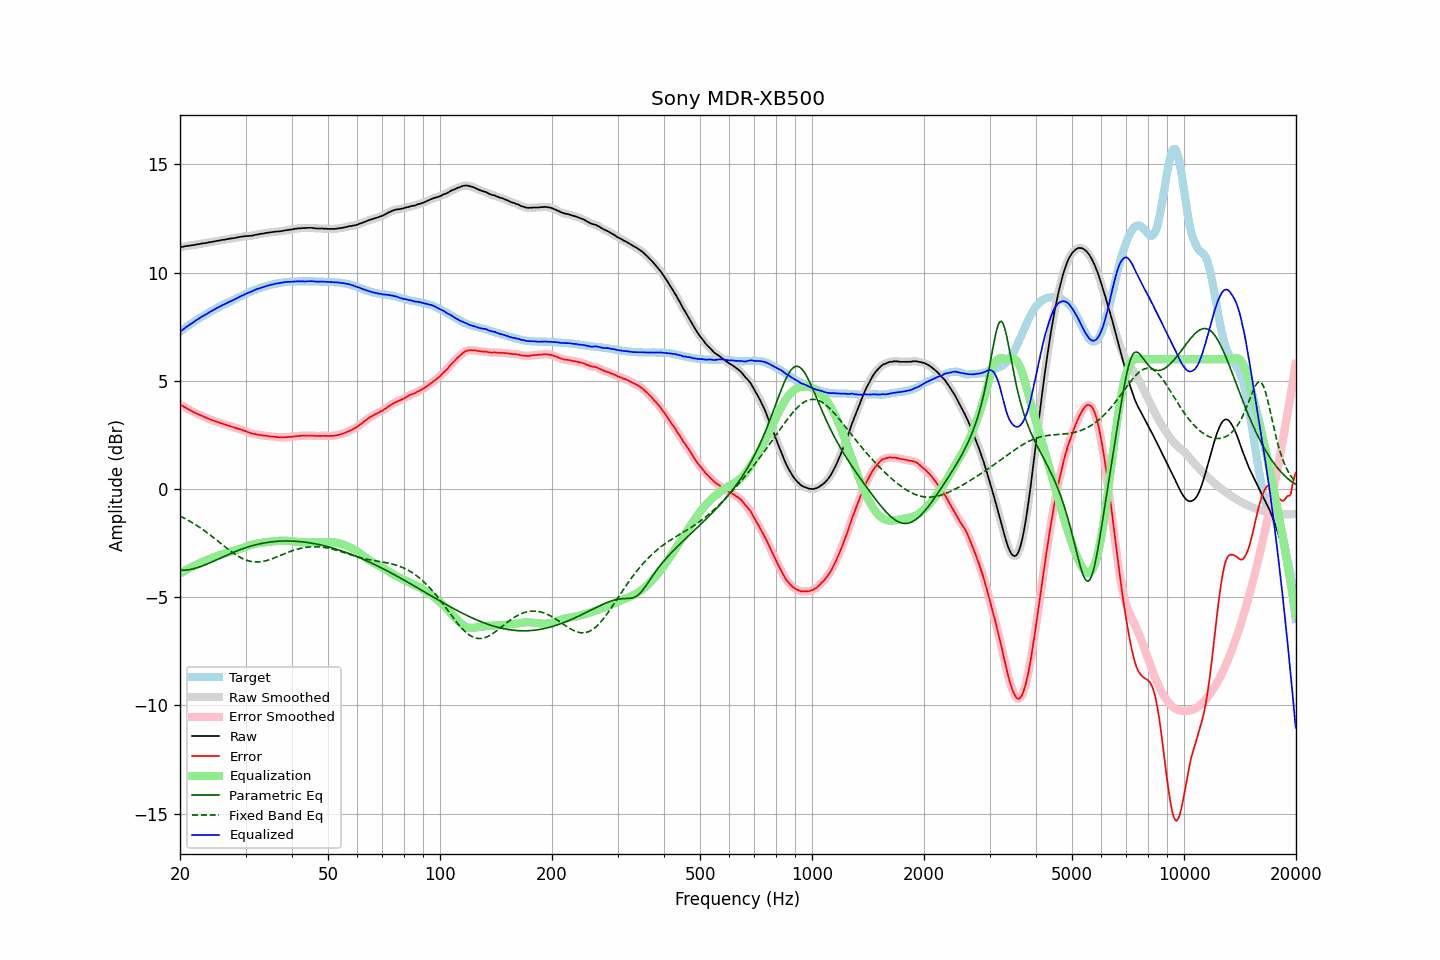 Sony MDR-XB500
Amplitude (dBr)
15
10
5
0
−5
−10
−15
Target
Raw Smoothed
Error Smoothed
Raw
Error
Equalization
Parametric Eq
Fixed Band Eq
Equalized
20 50 100 200 500 1000 2000 5000 10000 20000
Frequency (Hz)